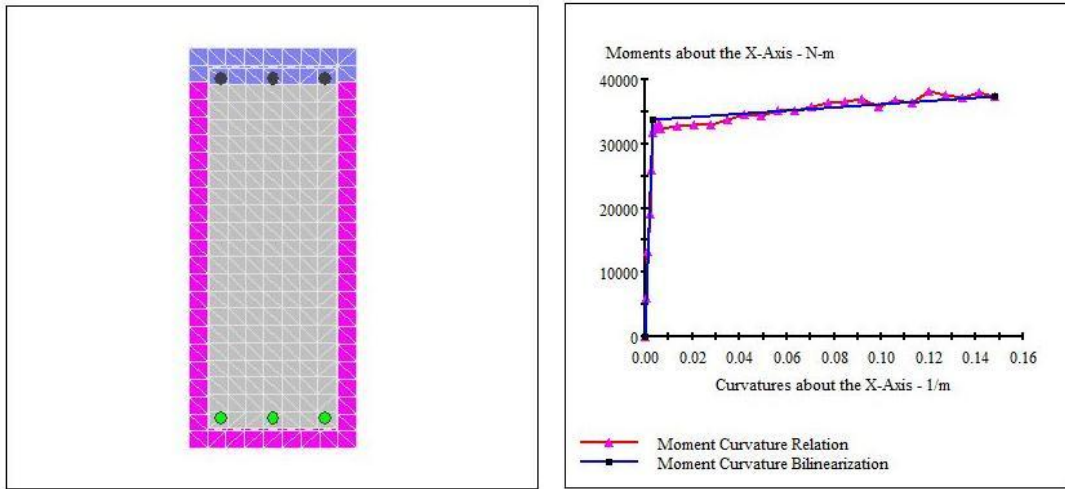 Moments about the X-Axis - N-m
40000
30000
20000
10000
0
0.00 0.02 0.04 0.06 0.08 0.10 0.12 0.14 0.16
Curvatures about the X-Axis - 1/m
Moment Curvature Relation
Moment Curvature Bilinearization